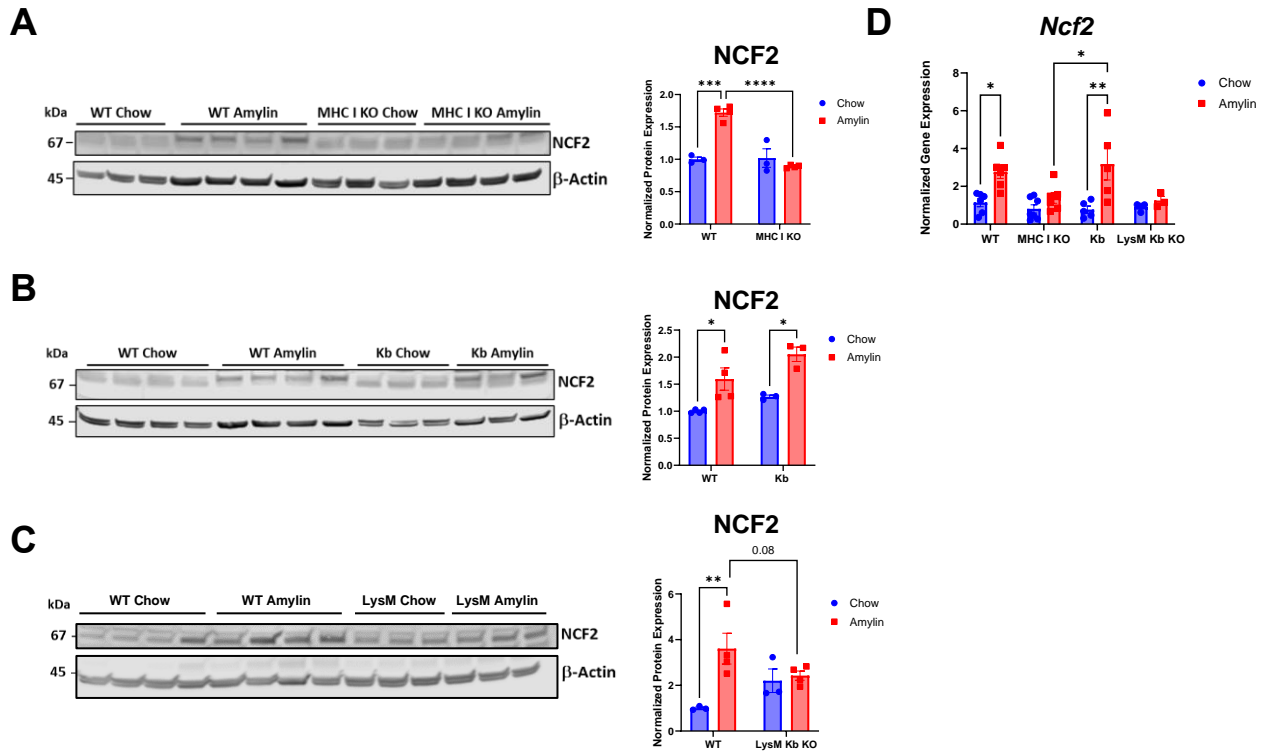 A
kDa
WT Chow
WT Amylin
MHC I KO Chow
MHC I KO Amylin
67
NCF2
45
β-Actin
NCF2
Normalized Protein Expression
2.0
1.5
1.0
0.5
0.0
*** ****
Chow
Amylin
WT
MHC I KO
D
Ncf2
Normalized Gene Expression
8
6
4
2
0
*
*
**
Chow
Amylin
WT
MHC I KO
Kb
LysM Kb KO
B
kDa
WT Chow
WT Amylin
Kb Chow
Kb Amylin
67
NCF2
45
β-Actin
NCF2
Normalized Protein Expression
2.5
2.0
1.5
1.0
0.5
0.0
* *
Chow
Amylin
WT
Kb
C
kDa
WT Chow
WT Amylin
LysM Chow
LysM Amylin
67
NCF2
45
β-Actin
NCF2
Normalized Protein Expression
8
6
4
2
0
0.08
**
Chow
Amylin
WT
LysM Kb KO